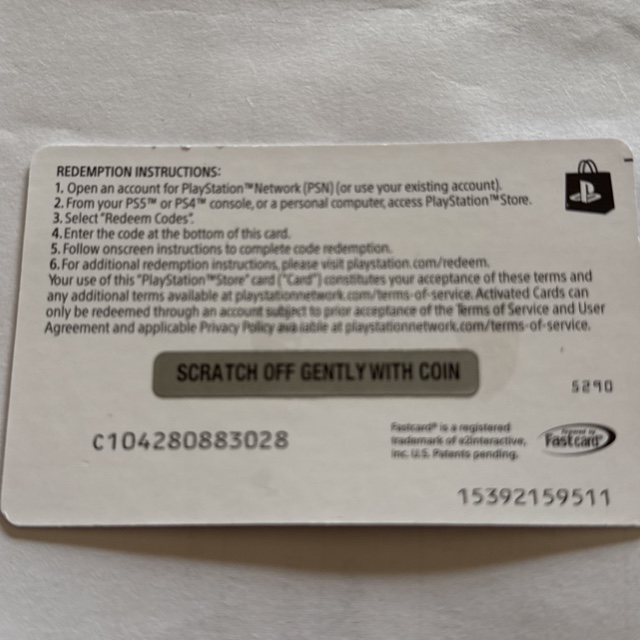 REDEMPTION INSTRUCTIONS:
1. Open an account for PlayStation™Network (PSN) (or use your existing account).
2. From your PS5™ or PS4™ console, or a personal computer, access PlayStation™Store.
3. Select "Redeem Codes".
4. Enter the code at the bottom of this card.
5. Follow onscreen instructions to complete code redemption.
6. For additional redemption instructions, please visit playstation.com/redeem.
Your use of this "PlayStation™Store" card ("Card") constitutes your acceptance of these terms and
any additional terms available at playstationnetwork.com/terms-of-service. Activated Cards can
only be redeemed through an account subject to prior acceptance of the Terms of Service and User
Agreement and applicable Privacy Policy available at playstationnetwork.com/terms-of-service.
SCRATCH OFF GENTLY WITH COIN
5290
C104280883028
Fastcard® is a registered
trademark of e2interactive,
Inc. U.S. Patents pending.
Powered by
Fastcard
15392159511